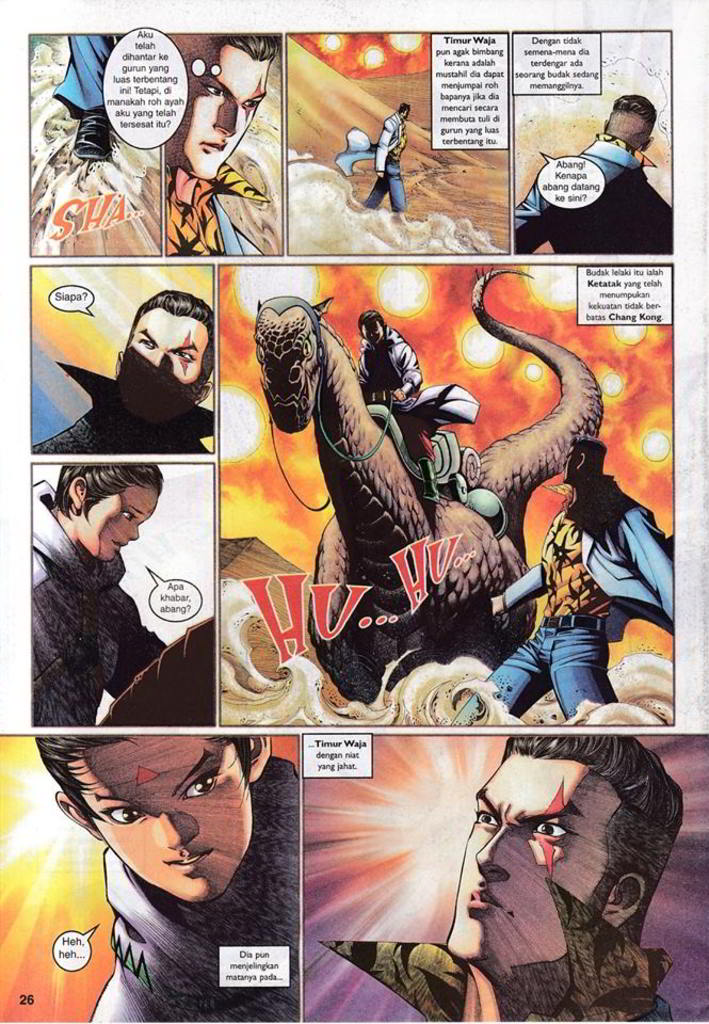 Aku
telah
dihantar ke
gurun yang
luas terbentang
ini! Tetapi, di
manakah roh ayah
aku yang telah
tersesat itu?
SHA...
Timur Waja
pun agak bimbang
kerana adalah
mustahil dia dapat
menjumpai roh
bapanya jika dia
mencari secara
membuta tuli di
gurun yang luas
terbentang itu.
Dengan tidak
semena-mena dia
terdengar ada
seorang budak sedang
memanggilnya.
Abang!
Kenapa
abang datang
ke sini?
Siapa?
Budak lelaki itu ialah
Ketatak yang telah
menumpukan
kekuatan tidak ber-
batas Chang Kong.
HU... HU...
Apa
khabar,
abang?
Heh,
heh...
Dia pun
menjelingkan
matanya pada...
...Timur Waja
dengan niat
yang jahat.
26